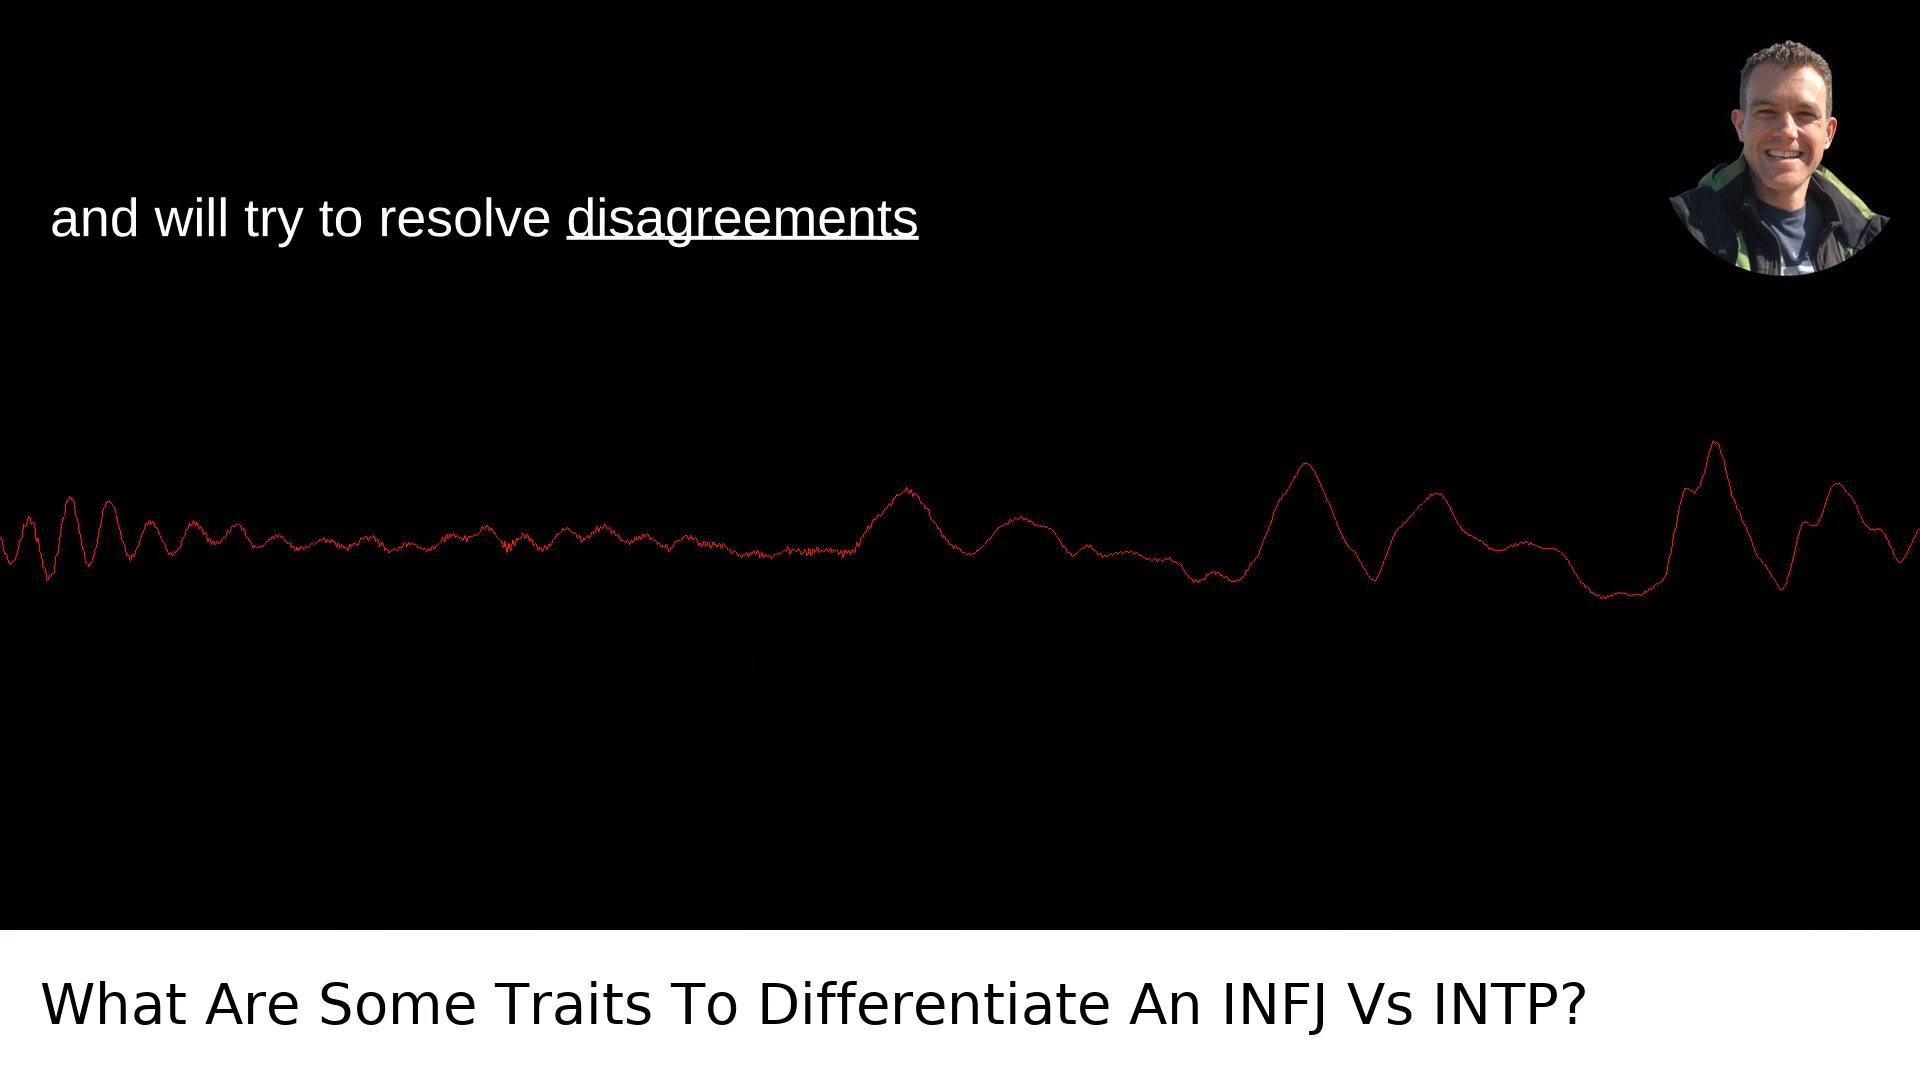 and will try to resolve disagreements
What Are Some Traits To Differentiate An INFJ Vs INTP?